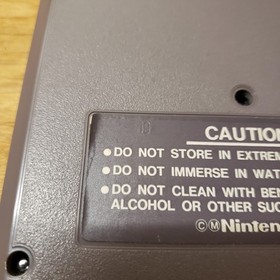 CAUTIO
• DO NOT STORE IN EXTREM
• DO NOT IMMERSE IN WAT
• DO NOT CLEAN WITH BEN
ALCOHOL OR OTHER SUC
©Ⓜ Ninten